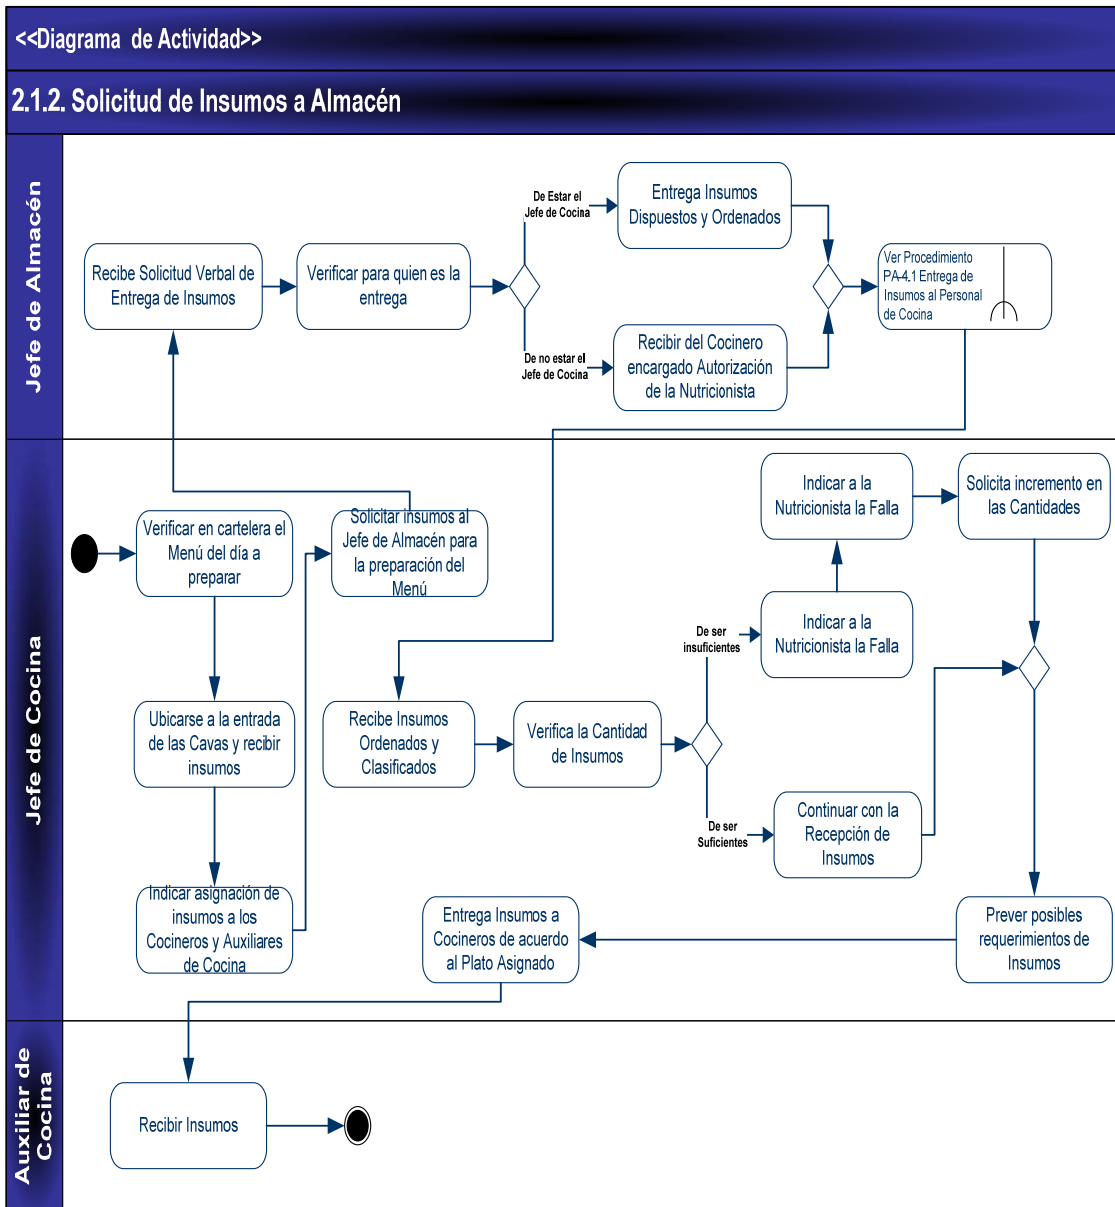 <<Diagrama de Actividad>>
2.1.2. Solicitud de Insumos a Almacén
Jefe de Almacén
Recibe Solicitud Verbal de
Entrega de Insumos
Verificar para quien es la
entrega
De Estar el
Jefe de Cocina
Entrega Insumos
Dispuestos y Ordenados
De no estar el
Jefe de Cocina
Recibir del Cocinero
encargado Autorización
de la Nutricionista
Ver Procedimiento
PA-4.1 Entrega de
Insumos al Personal
de Cocina
Jefe de Cocina
Verificar en cartelera el
Menú del día a
preparar
Ubicarse a la entrada
de las Cavas y recibir
insumos
Indicar asignación de
insumos a los
Cocineros y Auxiliares
de Cocina
Solicitar insumos al
Jefe de Almacén para
la preparación del
Menú
Recibe Insumos
Ordenados y
Clasificados
Verifica la Cantidad
de Insumos
De ser
insuficientes
Indicar a la
Nutricionista la Falla
Indicar a la
Nutricionista la Falla
Solicita incremento en
las Cantidades
De ser
Suficientes
Continuar con la
Recepción de
Insumos
Prever posibles
requerimientos de
Insumos
Entrega Insumos a
Cocineros de acuerdo
al Plato Asignado
Auxiliar de
Cocina
Recibir Insumos